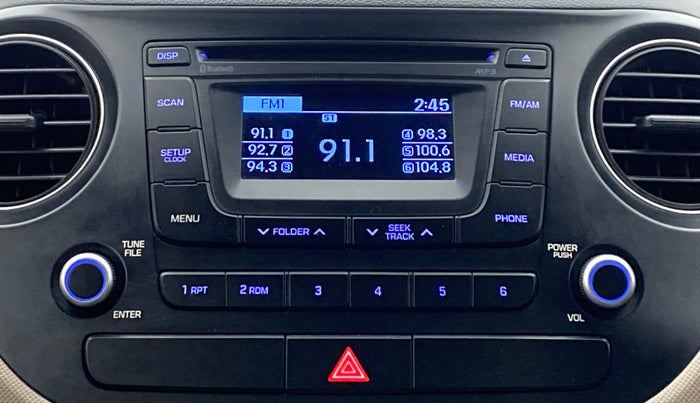 DISP
Bluetooth
MP3
SCAN
FM1
2:45
FM/AM
ST
91.1 1
4 98.3
92.7 2
91.1
5 100.6
94.3 3
6 104.8
SETUP
CLOCK
MEDIA
MENU
FOLDER
SEEK
TRACK
PHONE
TUNE
FILE
POWER
PUSH
1 RPT
2 RDM
3
4
5
6
ENTER
VOL